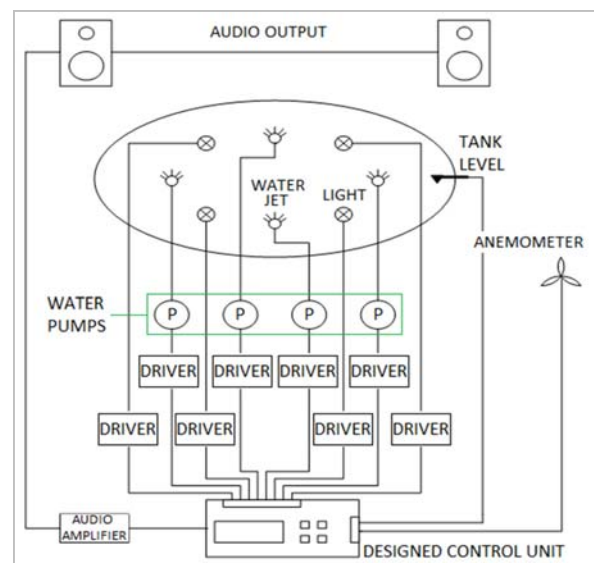 AUDIO OUTPUT
TANK
LEVEL
WATER
JET
LIGHT
ANEMOMETER
WATER
PUMPS
P P P P
DRIVER DRIVER DRIVER DRIVER
DRIVER DRIVER DRIVER DRIVER
AUDIO
AMPLIFIER
DESIGNED CONTROL UNIT